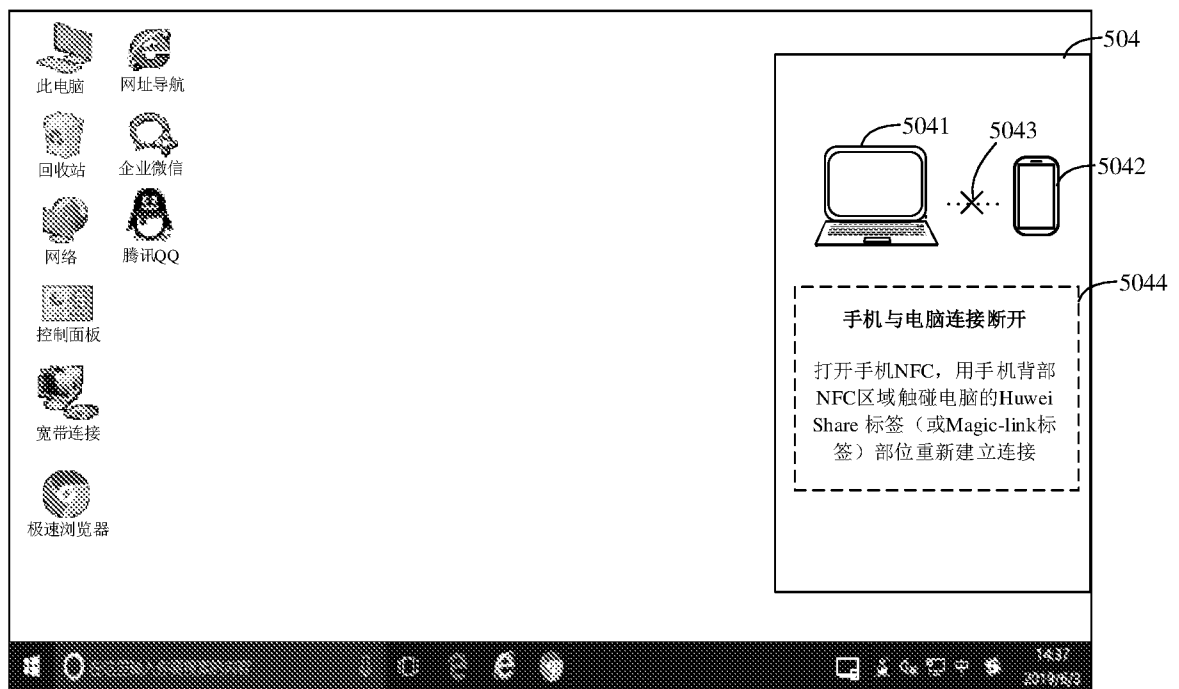 504
此电脑
网址导航
5041
5043
5042
回收站
企业微信
网络
腾讯QQ
5044
控制面板
手机与电脑连接断开
打开手机NFC，用手机背部
NFC区域触碰电脑的Huwei
Share 标签（或Magic-link标
签）部位重新建立连接
宽带连接
极速浏览器
中
14:37
2019/6/3